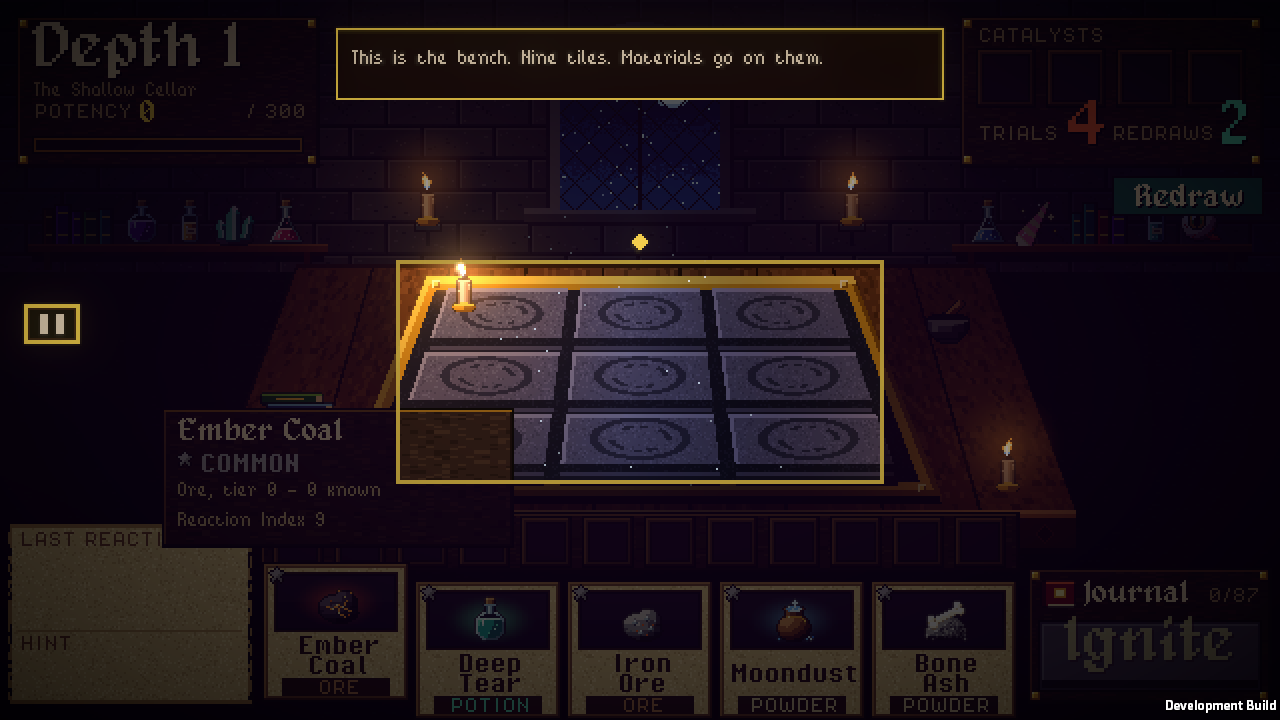 Depth 1
The Shallow Cellar
POTENCY 0 / 300
This is the bench. Nine tiles. Materials go on them.
CATALYSTS
TRIALS 4 REDRAWS 2
Redraw
Ember Coal
COMMON
Ore, tier 0 - 0 known
Reaction Index 9
LAST REACTI
HINT
Ember
Coal
ORE
Deep
Tear
POTION
Iron
Ore
ORE
Moondust
POWDER
Bone
Ash
POWDER
Journal 0/87
Ignite
Development Build